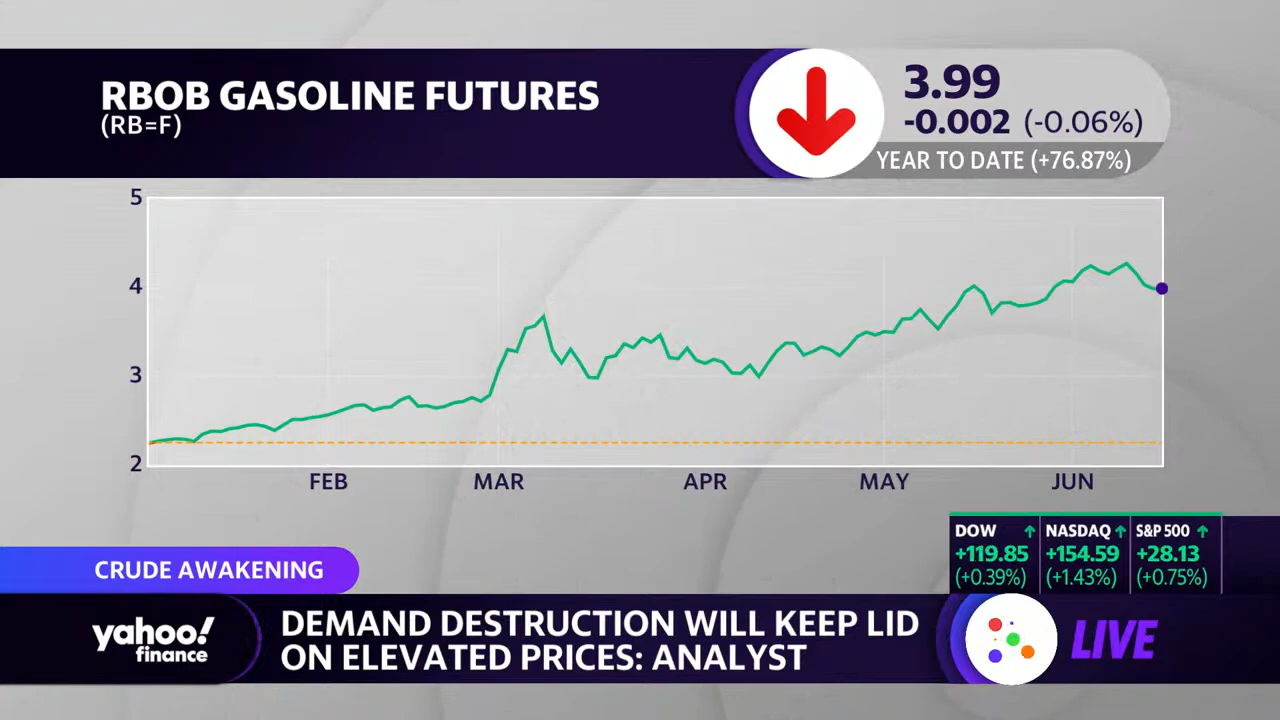 RBOB GASOLINE FUTURES
(RB=F)
3.99
-0.002 (-0.06%)
YEAR TO DATE (+76.87%)
5
4
3
2
FEB MAR APR MAY JUN
DOW NASDAQ S&P 500
+119.85 +154.59 +28.13
(+0.39%) (+1.43%) (+0.75%)
CRUDE AWAKENING
yahoo!
finance
DEMAND DESTRUCTION WILL KEEP LID
ON ELEVATED PRICES: ANALYST
LIVE